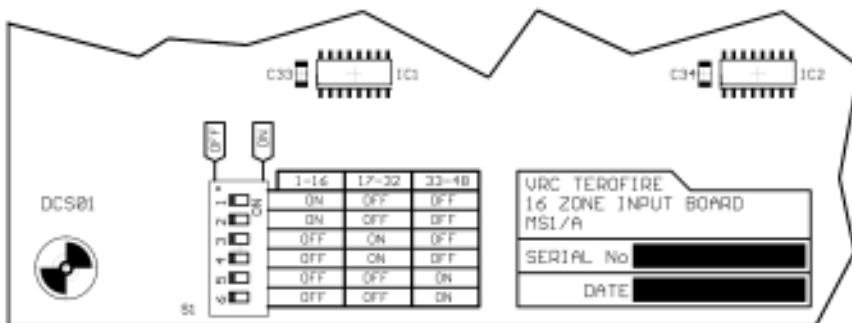 C33 IC1 C34 IC2
OFF ON
DCS01
1-16 17-32 33-48
1 ON OFF OFF
2 ON OFF OFF
3 OFF ON OFF
4 OFF ON OFF
5 OFF OFF ON
6 OFF OFF ON
ON
S1
VRC TEROFIRE
16 ZONE INPUT BOARD
MS1/A
SERIAL No
DATE